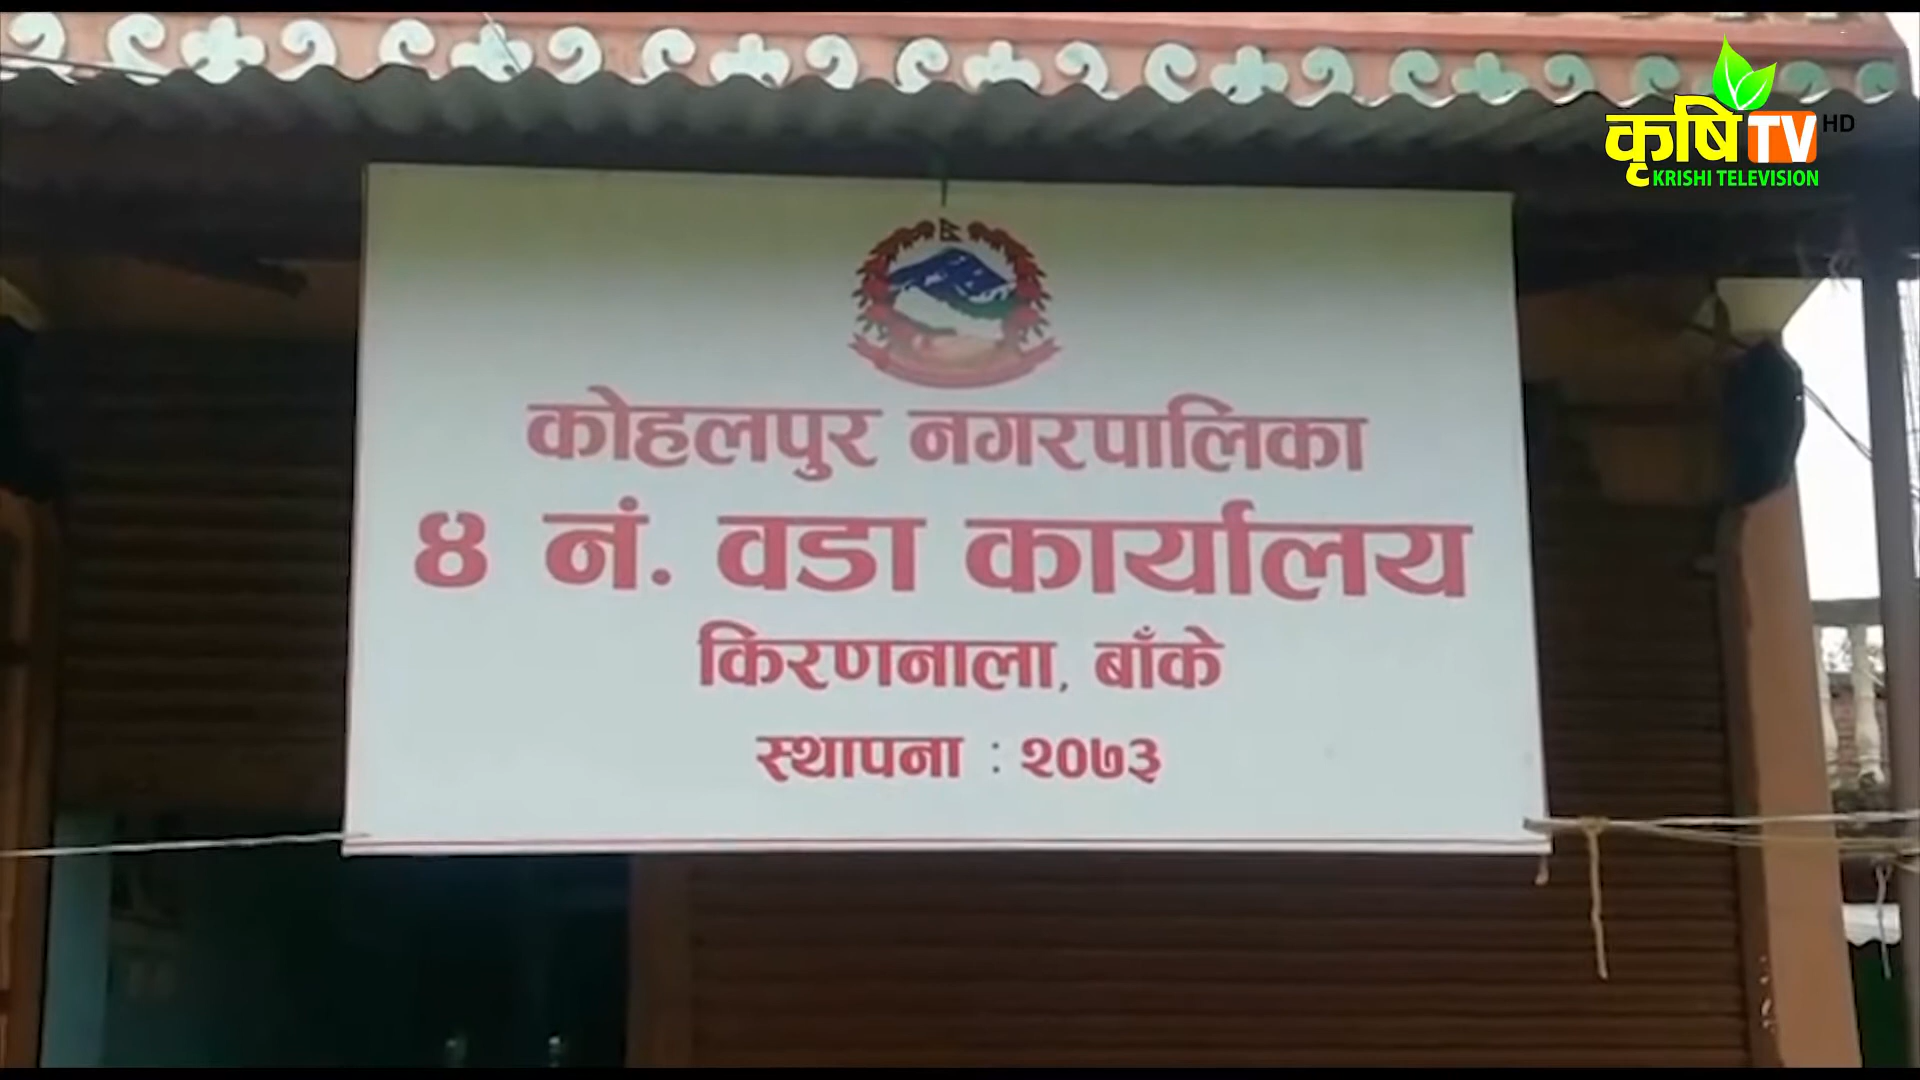 कृषि TV HD
KRISHI TELEVISION
कोहलपुर नगरपालिका
४ नं. वडा कार्यालय
किरणनाला, बाँके
स्थापना : २०७३